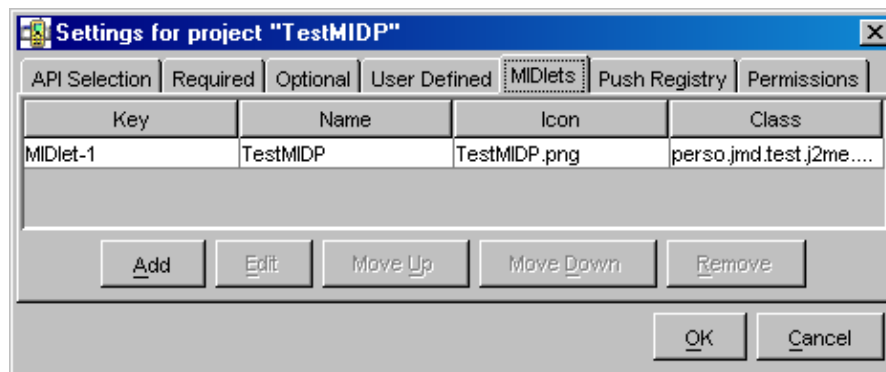 Settings for project "TestMIDP"
API Selection Required Optional User Defined MIDlets Push Registry Permissions
Key Name Icon Class
MIDlet-1 TestMIDP TestMIDP.png perso.jmd.test.j2me....
Add Edit Move Up Move Down Remove
OK Cancel